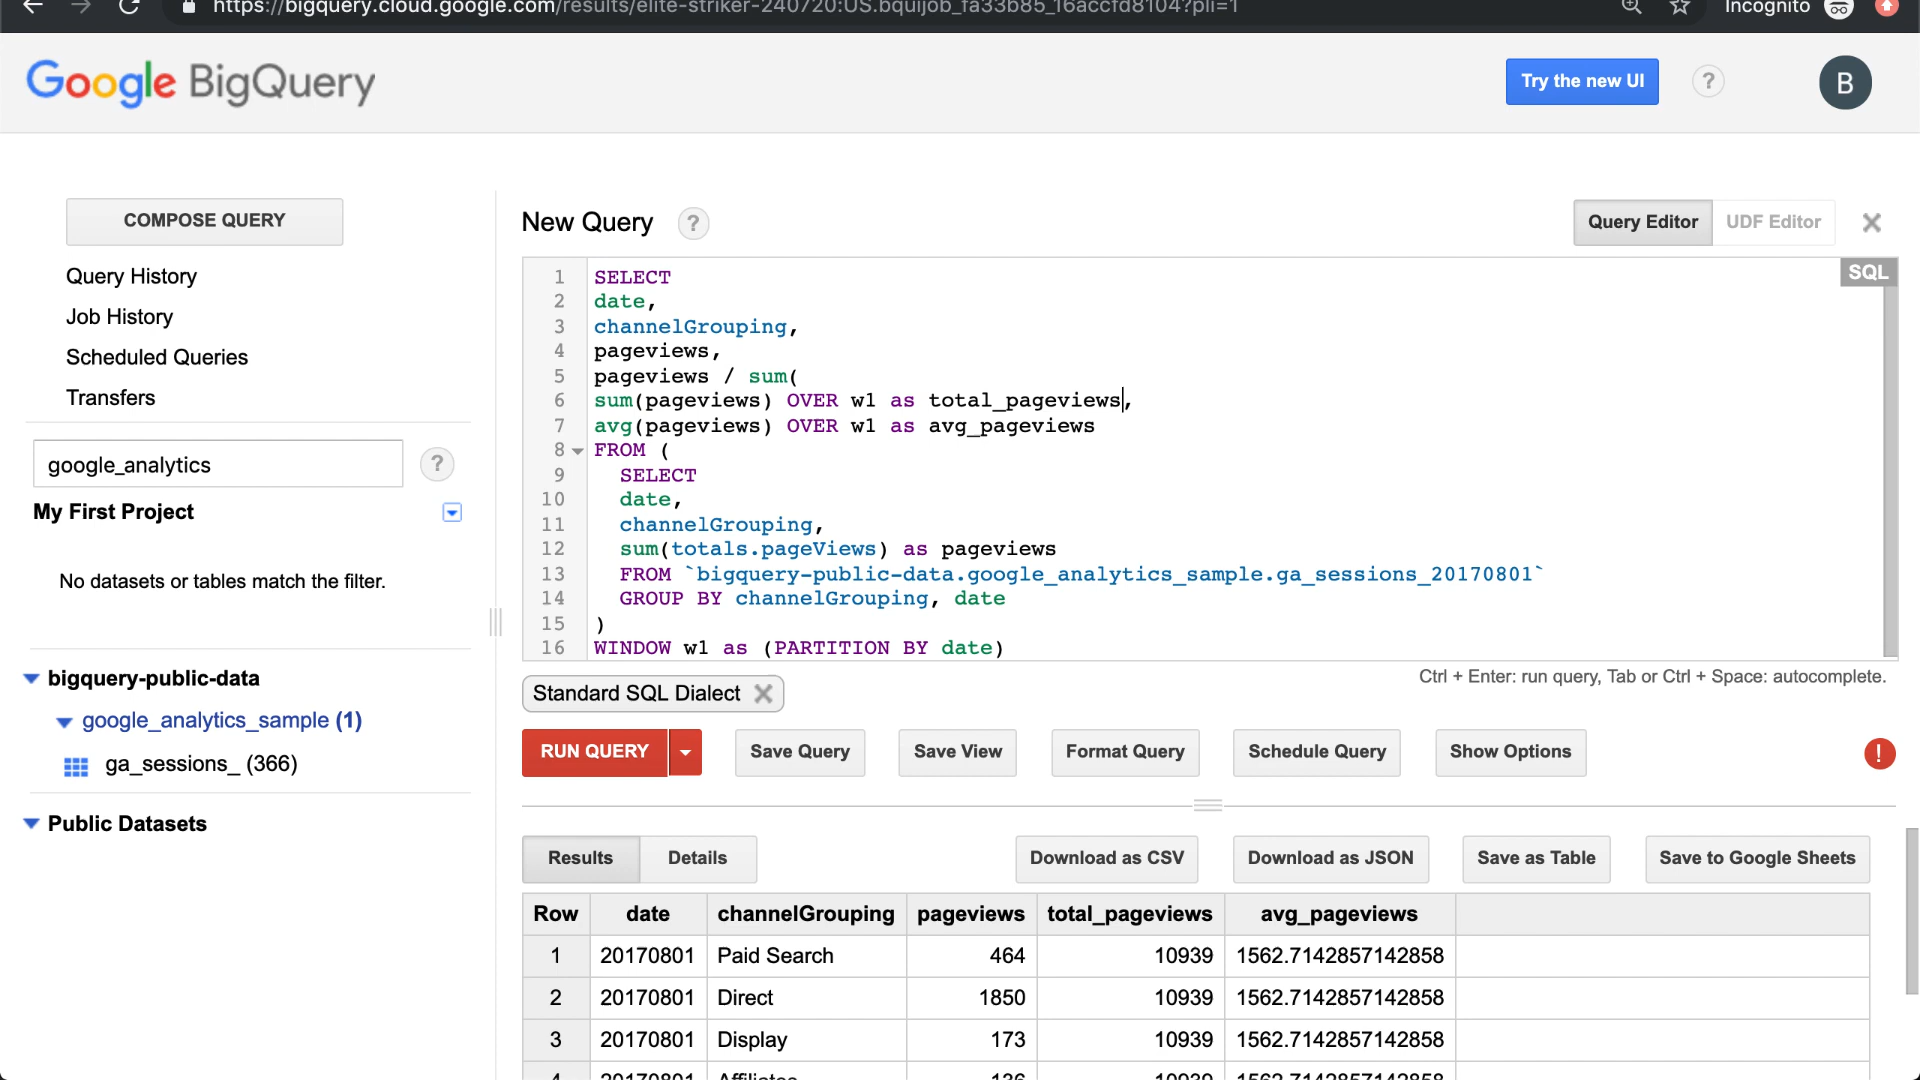 https://bigquery.cloud.google.com/results/elite-striker-240720:US.bquijob_fa33b85_16accfd8104?pli=1
Incognito
Google BigQuery
Try the new UI
?
B
COMPOSE QUERY
Query History
Job History
Scheduled Queries
Transfers
google_analytics
?
My First Project
No datasets or tables match the filter.
bigquery-public-data
google_analytics_sample (1)
ga_sessions_ (366)
Public Datasets
New Query ?
Query Editor UDF Editor
SQL
1 SELECT
2 date,
3 channelGrouping,
4 pageviews,
5 pageviews / sum(
6 sum(pageviews) OVER w1 as total_pageviews,
7 avg(pageviews) OVER w1 as avg_pageviews
8 FROM (
9 SELECT
10 date,
11 channelGrouping,
12 sum(totals.pageViews) as pageviews
13 FROM `bigquery-public-data.google_analytics_sample.ga_sessions_20170801`
14 GROUP BY channelGrouping, date
15 )
16 WINDOW w1 as (PARTITION BY date)
Ctrl + Enter: run query, Tab or Ctrl + Space: autocomplete.
Standard SQL Dialect
RUN QUERY Save Query Save View Format Query Schedule Query Show Options !
Results Details Download as CSV Download as JSON Save as Table Save to Google Sheets
Row date channelGrouping pageviews total_pageviews avg_pageviews
1 20170801 Paid Search 464 10939 1562.7142857142858
2 20170801 Direct 1850 10939 1562.7142857142858
3 20170801 Display 173 10939 1562.7142857142858
4 20170801 Affiliates 136 10939 1562.7142857142858